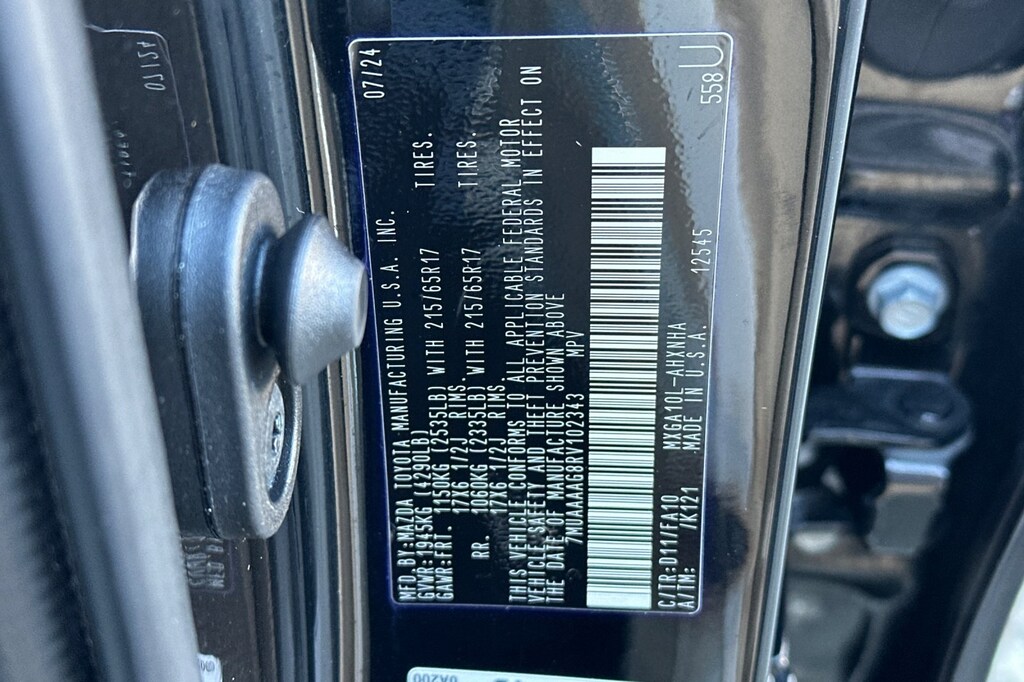 MFD.BY:MAZDA TOYOTA MANUFACTURING U.S.A. INC. 07/24
GVWR:1945KG (4290LB)
GAWR:FRT. 1150KG (2535LB) WITH 215/65R17 TIRES.
17X6 1/2J RIMS.
RR. 1060KG (2335LB) WITH 215/65R17 TIRES.
17X6 1/2J RIMS.
THIS VEHICLE CONFORMS TO ALL APPLICABLE FEDERAL MOTOR
VEHICLE SAFETY AND THEFT PREVENTION STANDARDS IN EFFECT ON
THE DATE OF MANUFACTURE SHOWN ABOVE
7MUAAAAG8RV102343 MPV
C/TR:D11/FA10 MXGA10L-AHXNHA
A/TM: /K121 MADE IN U.S.A. 12545 558U
0A200